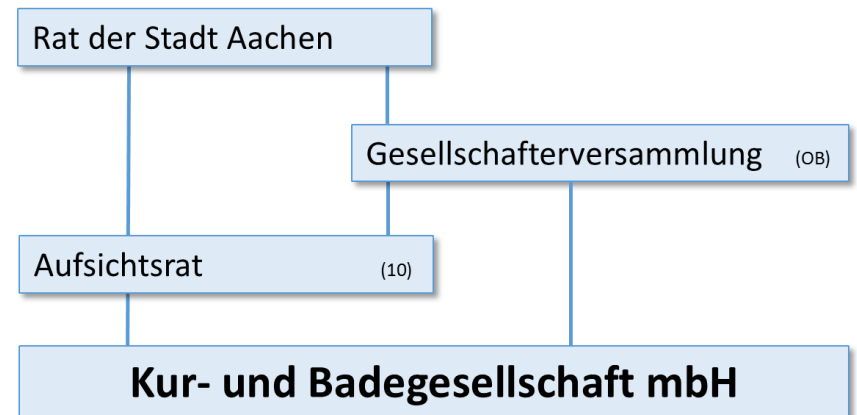 Rat der Stadt Aachen
Gesellschafterversammlung (OB)
Aufsichtsrat (10)
Kur- und Badegesellschaft mbH